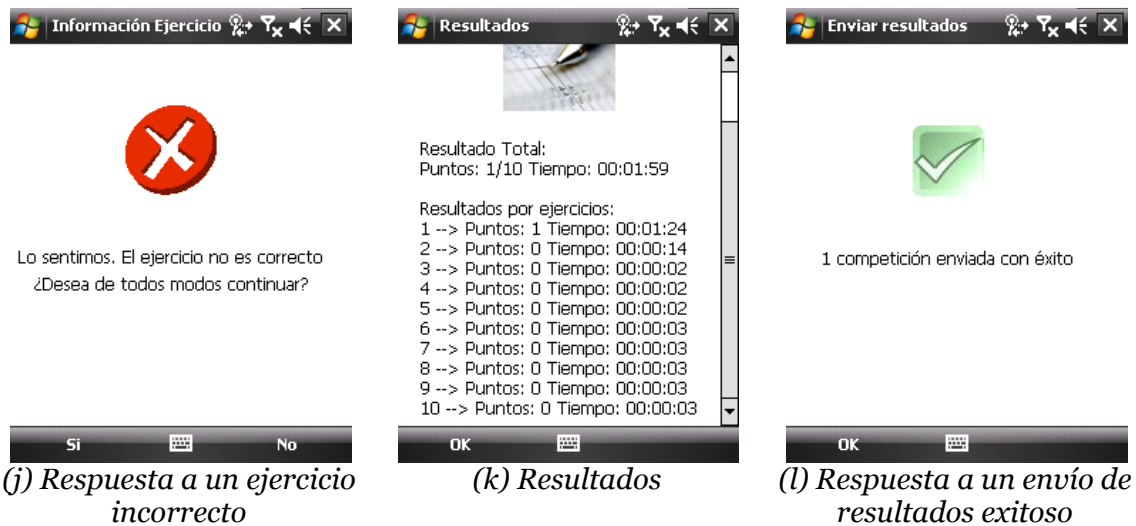 Información Ejercicio
Lo sentimos. El ejercicio no es correcto
¿Desea de todos modos continuar?
Si No
(j) Respuesta a un ejercicio
incorrecto
Resultados
Resultado Total:
Puntos: 1/10 Tiempo: 00:01:59
Resultados por ejercicios:
1 --> Puntos: 1 Tiempo: 00:01:24
2 --> Puntos: 0 Tiempo: 00:00:14
3 --> Puntos: 0 Tiempo: 00:00:02
4 --> Puntos: 0 Tiempo: 00:00:02
5 --> Puntos: 0 Tiempo: 00:00:02
6 --> Puntos: 0 Tiempo: 00:00:03
7 --> Puntos: 0 Tiempo: 00:00:03
8 --> Puntos: 0 Tiempo: 00:00:03
9 --> Puntos: 0 Tiempo: 00:00:03
10 --> Puntos: 0 Tiempo: 00:00:03
OK
(k) Resultados
Enviar resultados
1 competición enviada con éxito
OK
(l) Respuesta a un envío de
resultados exitoso